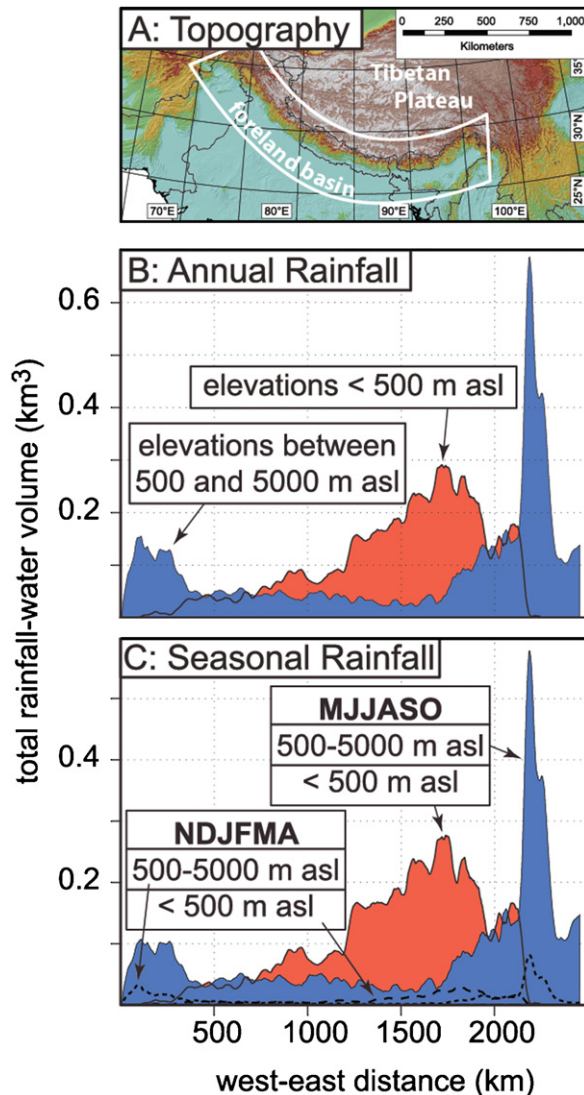 A: Topography
0 250 500 750 1,000
Kilometers
35°N
Tibetan
Plateau
30°N
foreland basin
25°N
70°E 80°E 90°E 100°E
B: Annual Rainfall
0.6
elevations < 500 m asl
0.4
elevations between
500 and 5000 m asl
0.2
total rainfall-water volume (km³)
C: Seasonal Rainfall
MJJASO
500-5000 m asl
< 500 m asl
0.4
NDJFMA
500-5000 m asl
< 500 m asl
0.2
500 1000 1500 2000
west-east distance (km)